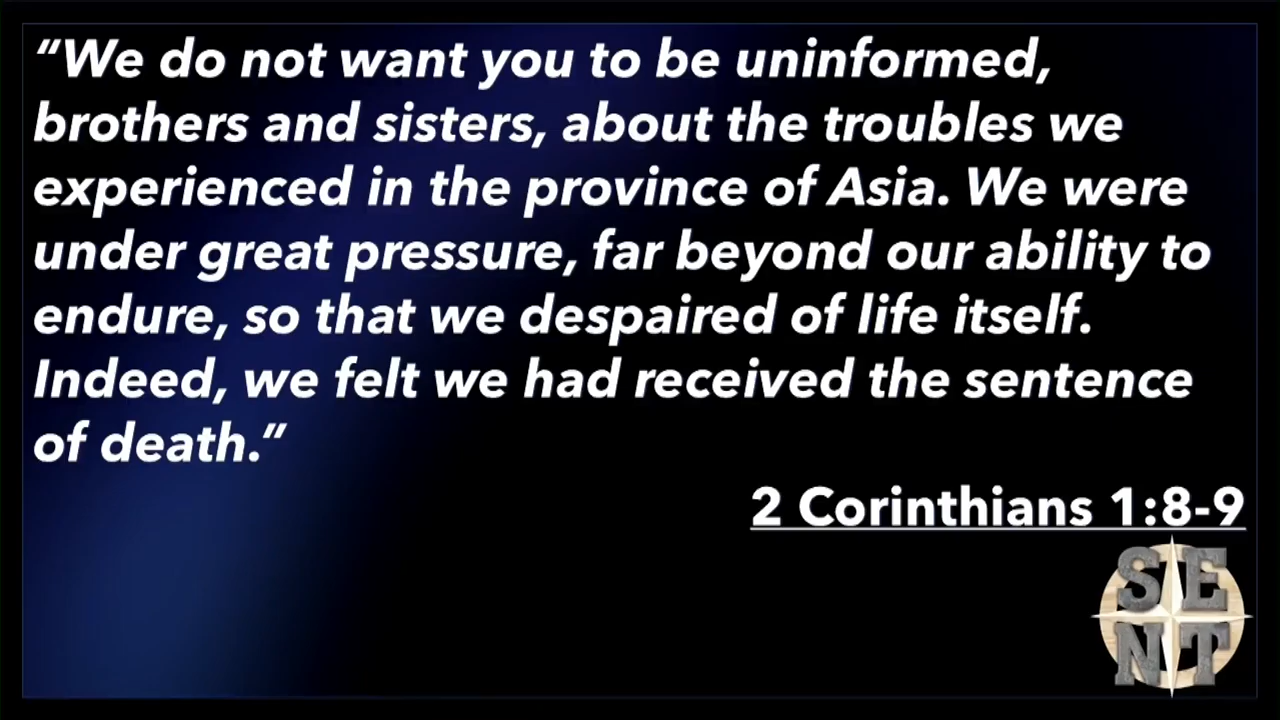 “We do not want you to be uninformed,
brothers and sisters, about the troubles we
experienced in the province of Asia. We were
under great pressure, far beyond our ability to
endure, so that we despaired of life itself.
Indeed, we felt we had received the sentence
of death.”
2 Corinthians 1:8-9
SE
NT